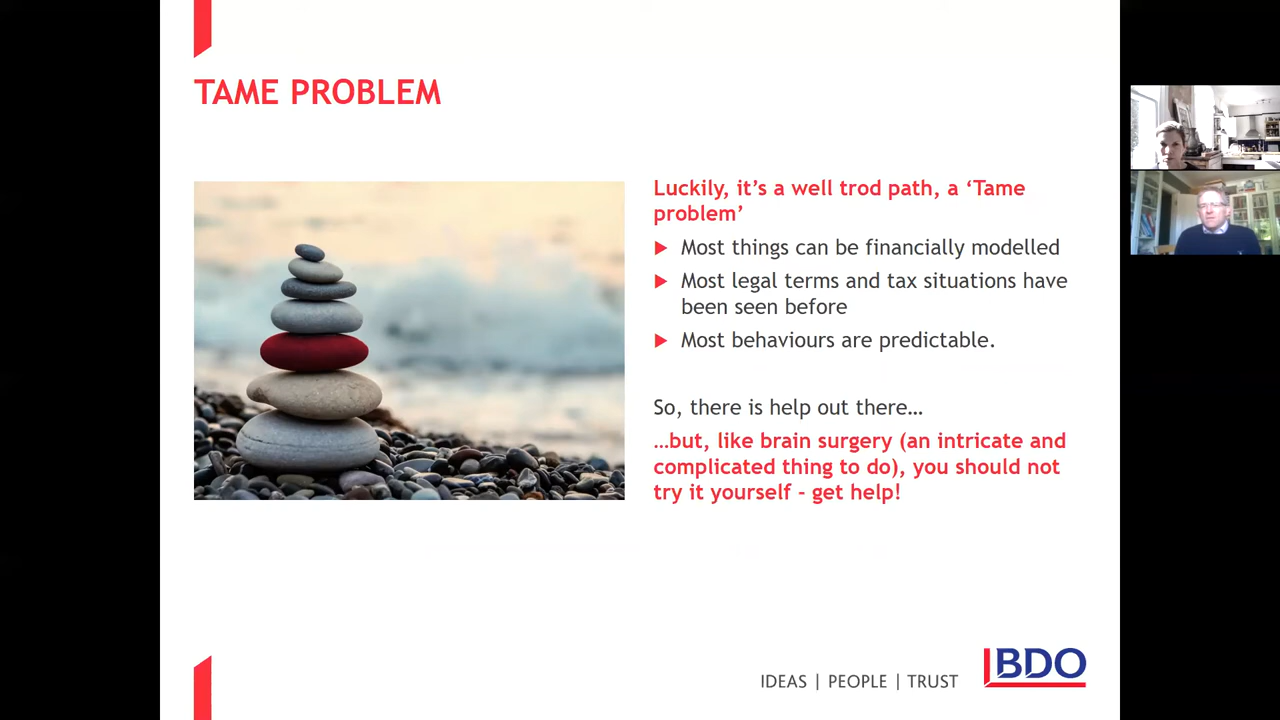 TAME PROBLEM
Luckily, it’s a well trod path, a ‘Tame
problem’
Most things can be financially modelled
Most legal terms and tax situations have
been seen before
Most behaviours are predictable.
So, there is help out there…
…but, like brain surgery (an intricate and
complicated thing to do), you should not
try it yourself - get help!
IDEAS | PEOPLE | TRUST
BDO